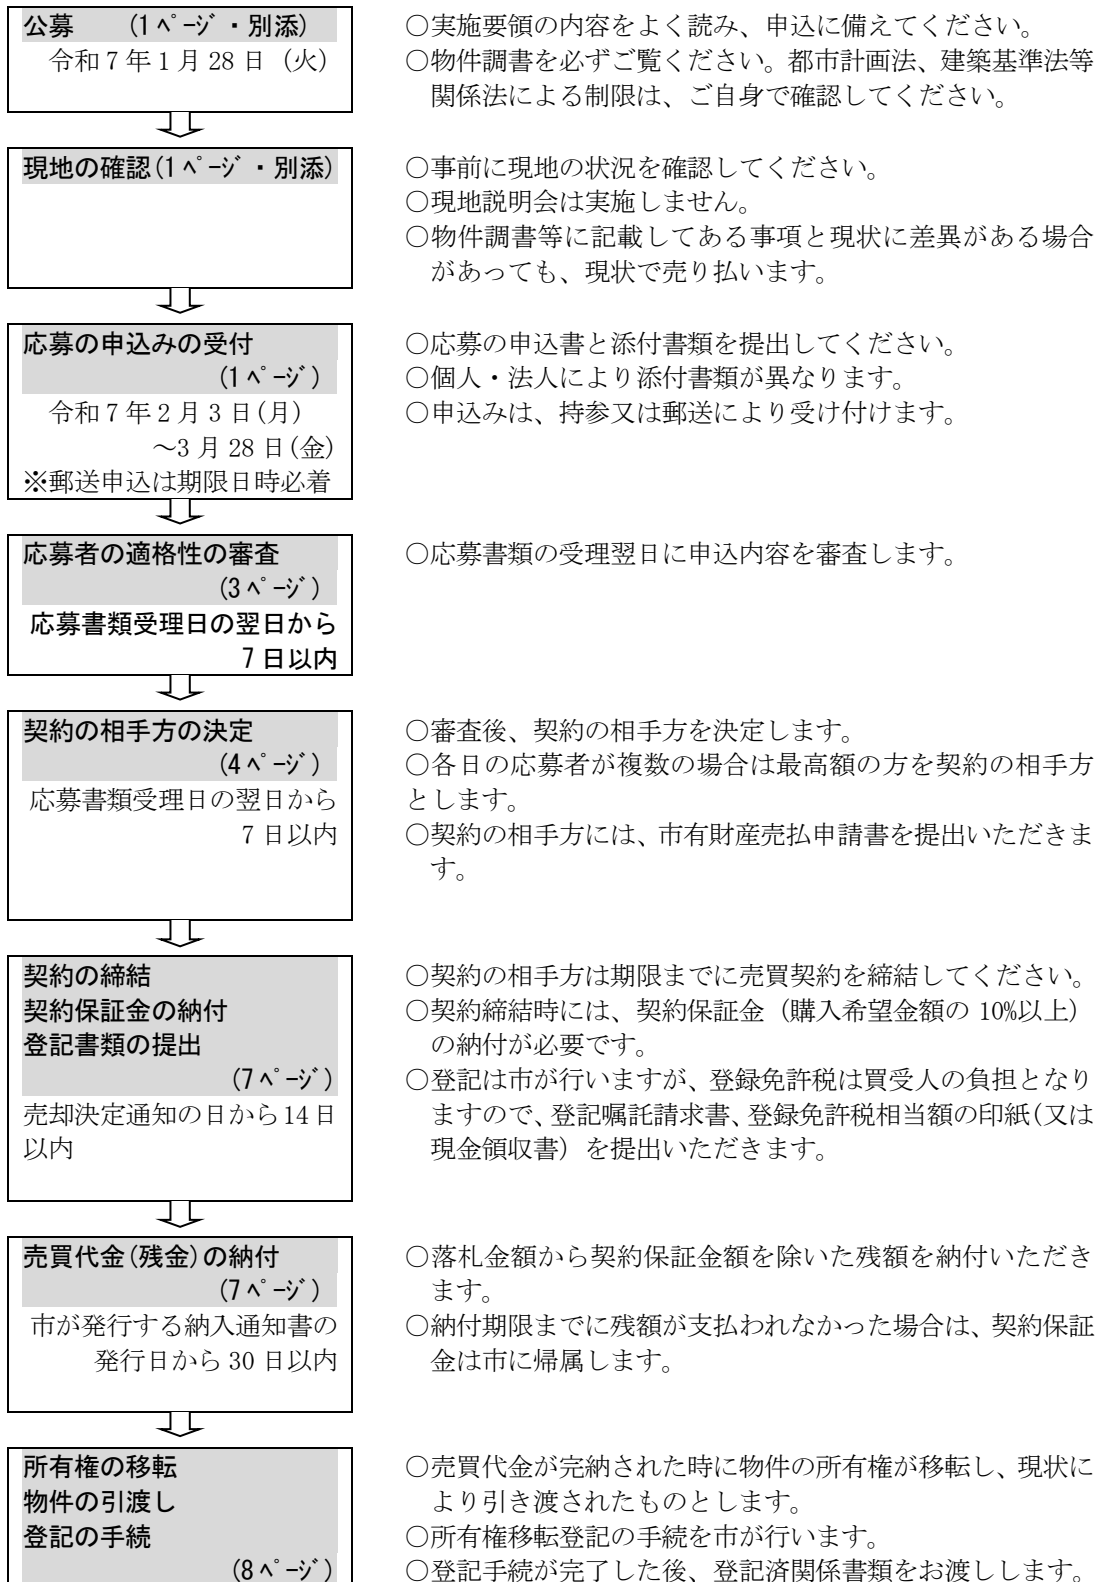 公募　　（1ﾍﾟｰｼﾞ・別添）
令和７年１月 28 日（火）
○実施要領の内容をよく読み、申込に備えてください。
○物件調書を必ずご覧ください。都市計画法、建築基準法等
関係法による制限は、ご自身で確認してください。
現地の確認(1ﾍﾟｰｼﾞ・別添)
○事前に現地の状況を確認してください。
○現地説明会は実施しません。
○物件調書等に記載してある事項と現状に差異がある場合
があっても、現状で売り払います。
応募の申込みの受付
(1ﾍﾟｰｼﾞ)
令和７年２月３日(月)
～3 月 28 日(金)
※郵送申込は期限日時必着
○応募の申込書と添付書類を提出してください。
○個人・法人により添付書類が異なります。
○申込みは、持参又は郵送により受け付けます。
応募者の適格性の審査
(3ﾍﾟｰｼﾞ)
応募書類受理日の翌日から
７日以内
○応募書類の受理翌日に申込内容を審査します。
契約の相手方の決定
(4ﾍﾟｰｼﾞ)
応募書類受理日の翌日から
７日以内
○審査後、契約の相手方を決定します。
○各日の応募者が複数の場合は最高額の方を契約の相手方
とします。
○契約の相手方には、市有財産売払申請書を提出いただきま
す。
契約の締結
契約保証金の納付
登記書類の提出
(7ﾍﾟｰｼﾞ)
売却決定通知の日から14日
以内
○契約の相手方は期限までに売買契約を締結してください。
○契約締結時には、契約保証金（購入希望金額の 10%以上）
の納付が必要です。
○登記は市が行いますが、登録免許税は買受人の負担となり
ますので、登記嘱託請求書、登録免許税相当額の印紙(又は
現金領収書）を提出いただきます。
売買代金(残金)の納付
(7ﾍﾟｰｼﾞ)
市が発行する納入通知書の
発行日から 30 日以内
○落札金額から契約保証金額を除いた残額を納付いただき
ます。
○納付期限までに残額が支払われなかった場合は、契約保証
金は市に帰属します。
所有権の移転
物件の引渡し
登記の手続
(8ﾍﾟｰｼﾞ)
○売買代金が完納された時に物件の所有権が移転し、現状に
より引き渡されたものとします。
○所有権移転登記の手続を市が行います。
○登記手続が完了した後、登記済関係書類をお渡しします。